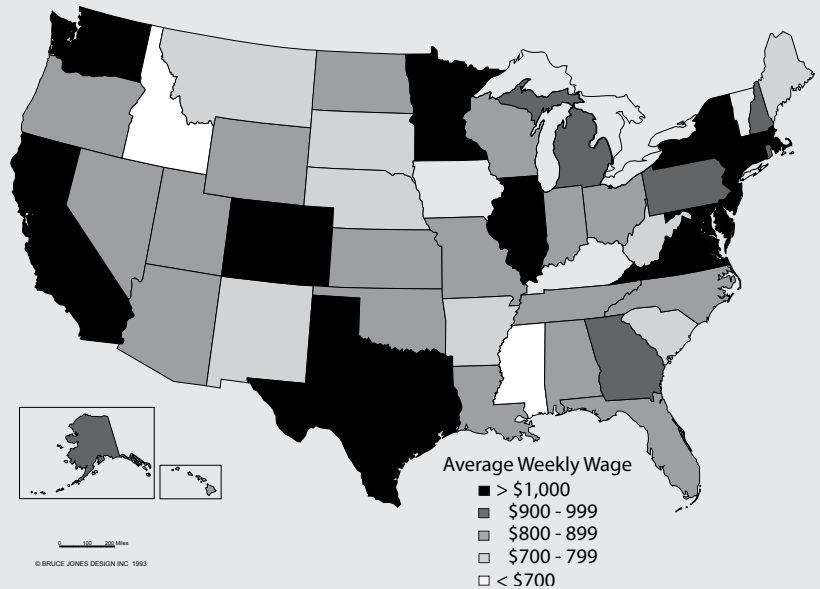 Average Weekly Wage
> $1,000
$900 - 999
$800 - 899
$700 - 799
< $700
0 100 200 Miles
© BRUCE JONES DESIGN INC 1993